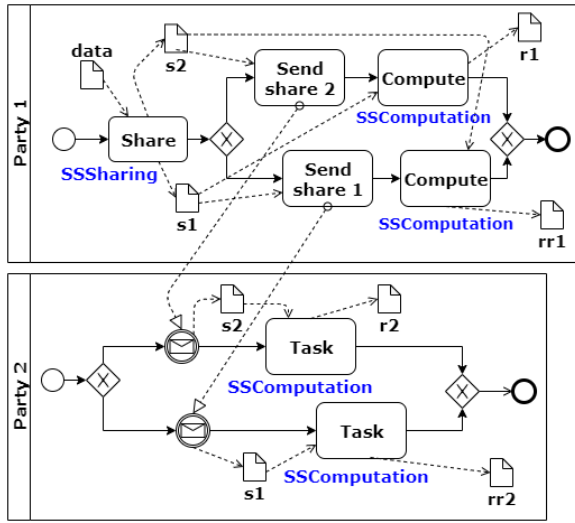 Party 1
data
s2
Send
share 2
Compute
r1
SSComputation
Share
SSSharing
X
X
s1
Send
share 1
Compute
SSComputation
rr1
Party 2
s2
r2
Task
SSComputation
X
X
Task
s1
SSComputation
rr2